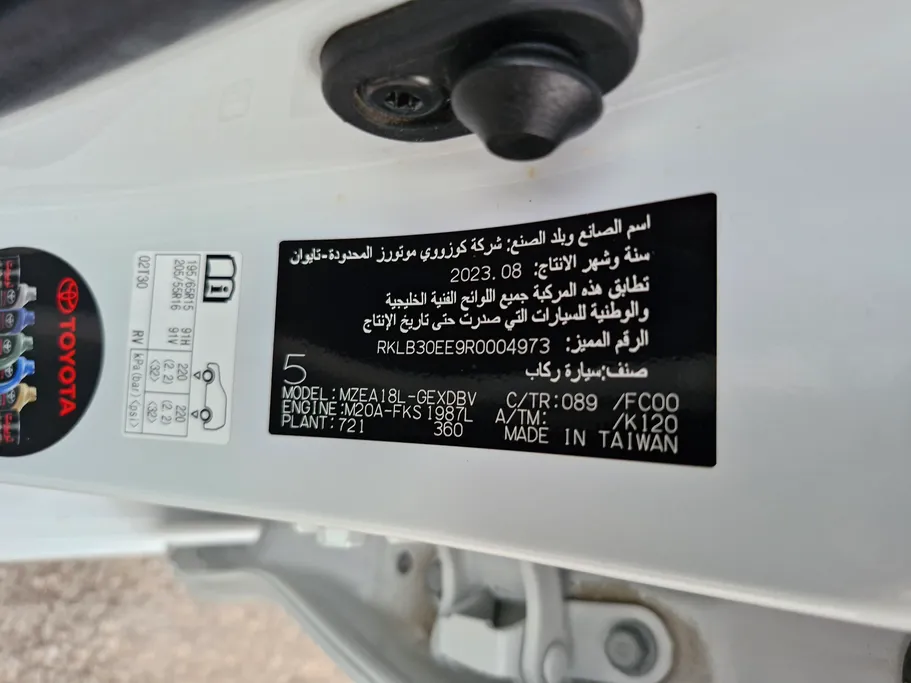 اسم الصانع وبلد الصنع: شركة كوزووي موتورز المحدودة-تايوان
سنة وشهر الانتاج: 2023.08
تطابق هذه المركبة جميع اللوائح الفنية الخليجية
والوطنية للسيارات التي صدرت حتى تاريخ الإنتاج
الرقم المميز: RKLB30EE9R0004973
صنف:سيارة ركاب
5
MODEL:MZEA18L-GEXDBV C/TR:089 /FC00
ENGINE:M20A-FKS 1987L A/TM: /K120
PLANT:721 360 MADE IN TAIWAN
195/65R15 91H 220 (2.2) <32> 220 (2.2) <32>
205/55R16 91V
02T30 RV kPa(bar)<psi>
TOYOTA